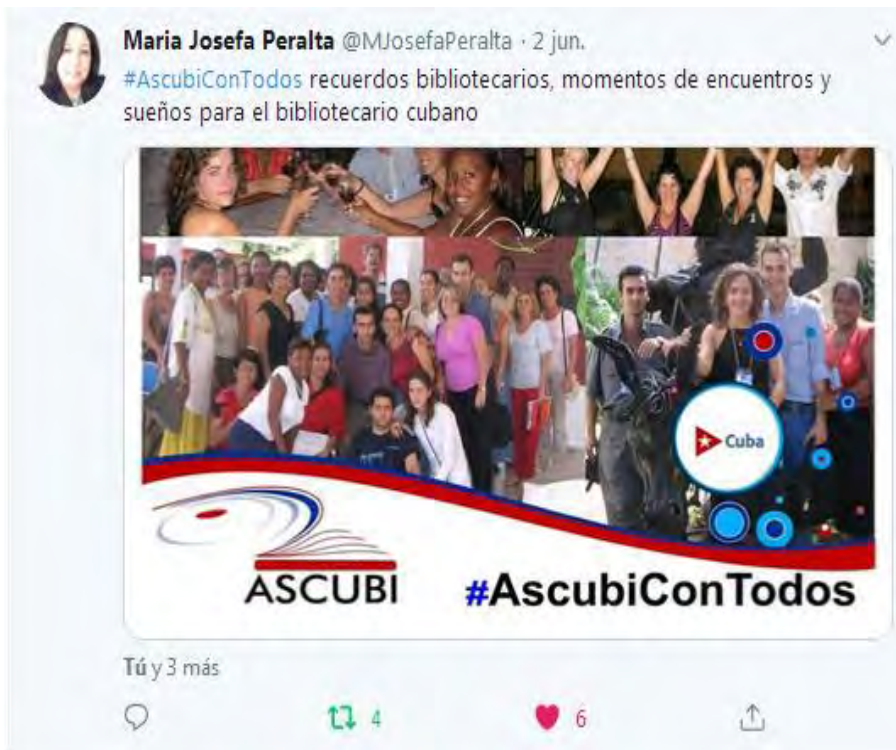 Maria Josefa Peralta @MJosefaPeralta · 2 jun.
#AscubiConTodos recuerdos bibliotecarios, momentos de encuentros y
sueños para el bibliotecario cubano
Cuba
ASCUBI
#AscubiConTodos
Tú y 3 más
4
6